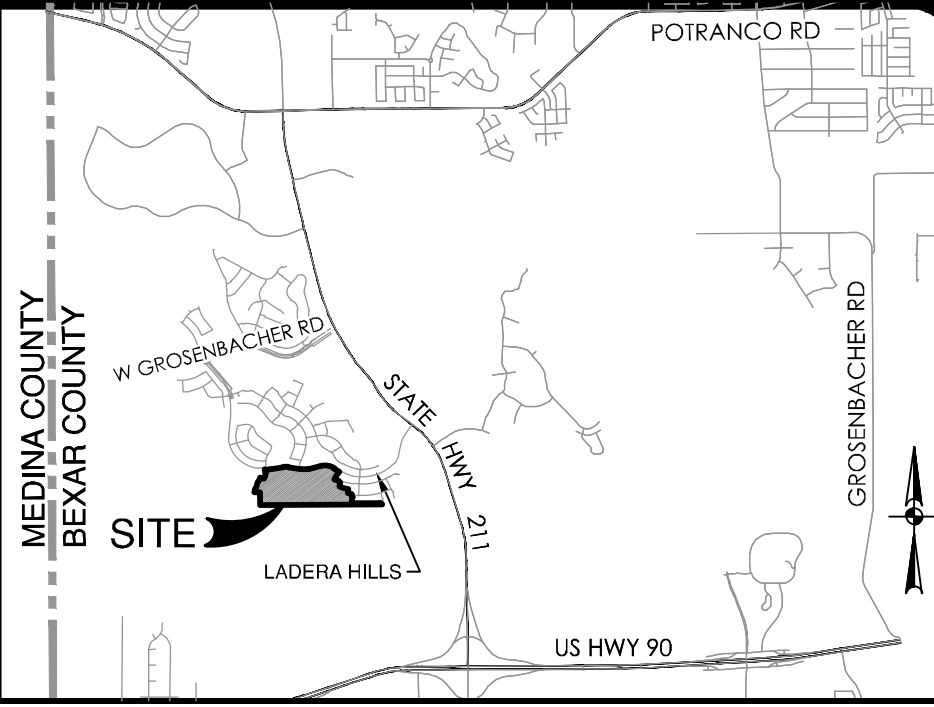 POTRANCO RD
MEDINA COUNTY
BEXAR COUNTY
W GROSENBACHER RD
STATE HWY 211
GROSENBACHER RD
SITE
LADERA HILLS
US HWY 90